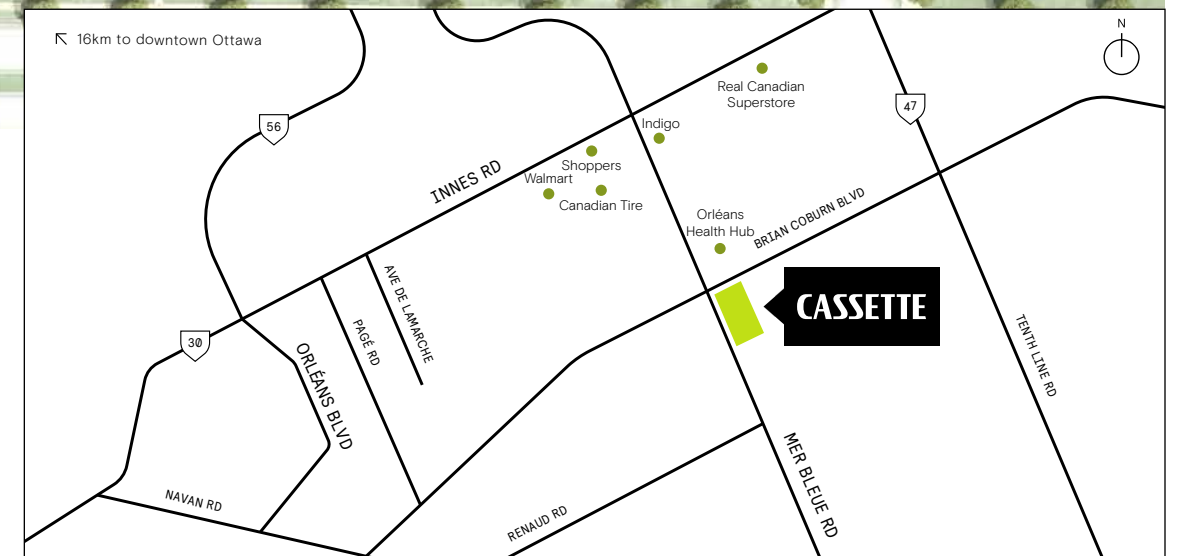 16km to downtown Ottawa
N
Real Canadian
Superstore
47
Indigo
56
Shoppers
INNES RD
Walmart
Canadian Tire
Orléans
Health Hub
BRIAN COBURN BLVD
CASSETTE
AVE DE LAMARCHE
PAGÉ RD
30
ORLÉANS BLVD
TENTH LINE RD
MER BLEUE RD
NAVAN RD
RENAUD RD